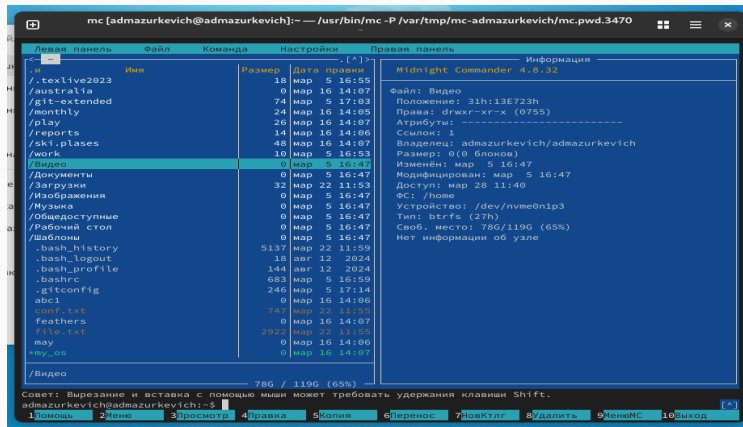 mc [admazurkevich@admazurkevich]:~ — /usr/bin/mc -P /var/tmp/mc-admazurkevich/mc.pwd.3470
~
Левая панель Файл Команда Настройки Правая панель
<— ~ .[^]>
.и Имя Размер Дата правки
/.texlive2023 18 мар 5 16:55
/australia 0 мар 16 14:07
/git-extended 74 мар 5 17:03
/monthly 24 мар 16 14:05
/play 26 мар 16 14:07
/reports 14 мар 16 14:06
/ski.plases 48 мар 16 14:07
/work 10 мар 5 16:53
/Видео 0 мар 5 16:47
/Документы 0 мар 5 16:47
/Загрузки 32 мар 22 11:53
/Изображения 0 мар 5 16:47
/Музыка 0 мар 5 16:47
/Общедоступные 0 мар 5 16:47
/Рабочий стол 0 мар 5 16:47
/Шаблоны 0 мар 5 16:47
.bash_history 5137 мар 22 11:59
.bash_logout 18 авг 12 2024
.bash_profile 144 авг 12 2024
.bashrc 683 мар 5 16:59
.gitconfig 246 мар 5 17:14
abc1 0 мар 16 14:06
conf.txt 747 мар 22 11:55
feathers 0 мар 16 14:07
file.txt 2922 мар 22 11:55
may 0 мар 16 14:06
*my_os 0 мар 16 14:07
/Видео
78G / 119G (65%)
Информация
Midnight Commander 4.8.32
Файл: Видео
Положение: 31h:13E723h
Права: drwxr-xr-x (0755)
Атрибуты: -------------------------
Ссылок: 1
Владелец: admazurkevich/admazurkevich
Размер: 0(0 блоков)
Изменён: мар 5 16:47
Модифицирован: мар 5 16:47
Доступ: мар 28 11:40
ФС: /home
Устройство: /dev/nvme0n1p3
Тип: btrfs (27h)
Своб. место: 78G/119G (65%)
Нет информации об узле
Совет: Вырезание и вставка с помощью мыши может требовать удержания клавиши Shift.
admazurkevich@admazurkevich:~$ [^]
1Помощь 2Меню 3Просмотр 4Правка 5Копия 6Перенос 7НовКтлг 8Удалить 9МенюMC 10Выход